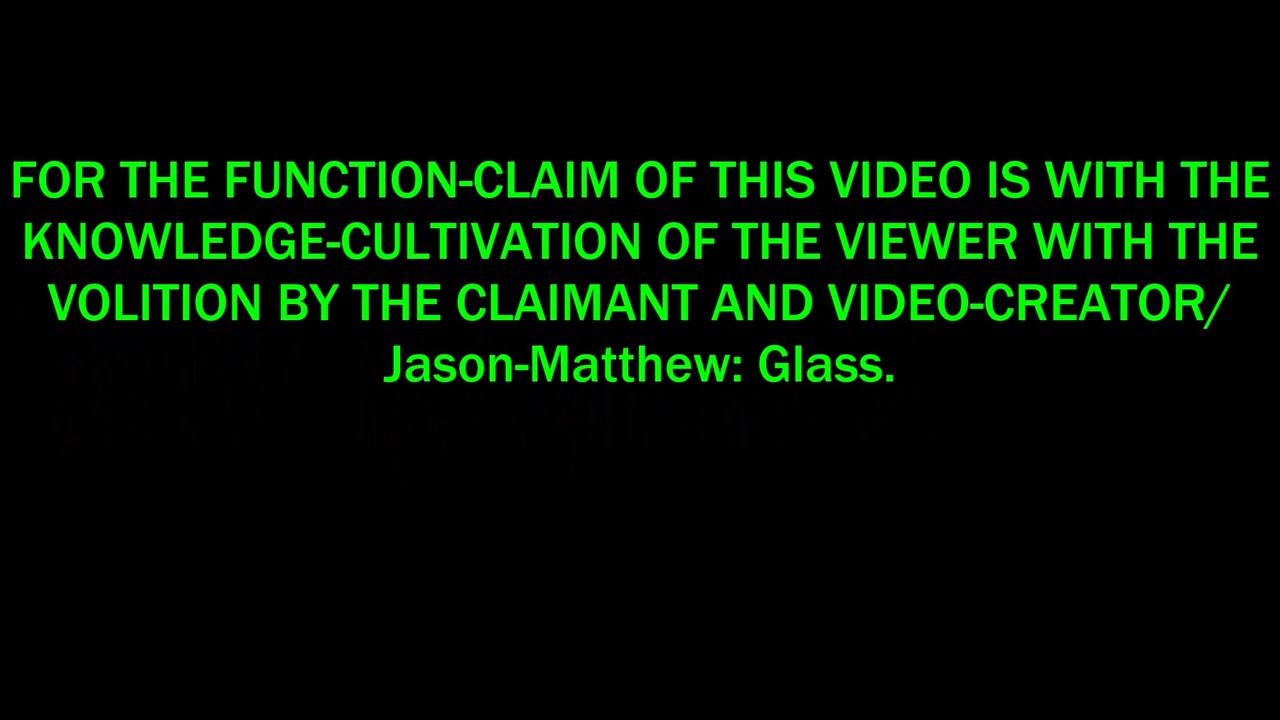 FOR THE FUNCTION-CLAIM OF THIS VIDEO IS WITH THE
KNOWLEDGE-CULTIVATION OF THE VIEWER WITH THE
VOLITION BY THE CLAIMANT AND VIDEO-CREATOR/
Jason-Matthew: Glass.